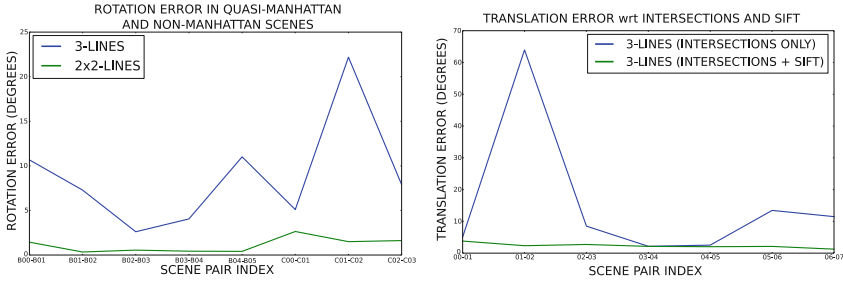 ROTATION ERROR IN QUASI-MANHATTAN
AND NON-MANHATTAN SCENES
3-LINES
2x2-LINES
ROTATION ERROR (DEGREES)
25
20
15
10
5
0
B00-B01 B01-B02 B02-B03 B03-B04 B04-B05 C00-C01 C01-C02 C02-C03
SCENE PAIR INDEX
TRANSLATION ERROR wrt INTERSECTIONS AND SIFT
3-LINES (INTERSECTIONS ONLY)
3-LINES (INTERSECTIONS + SIFT)
TRANSLATION ERROR (DEGREES)
70
60
50
40
30
20
10
0
00-01 01-02 02-03 03-04 04-05 05-06 06-07
SCENE PAIR INDEX